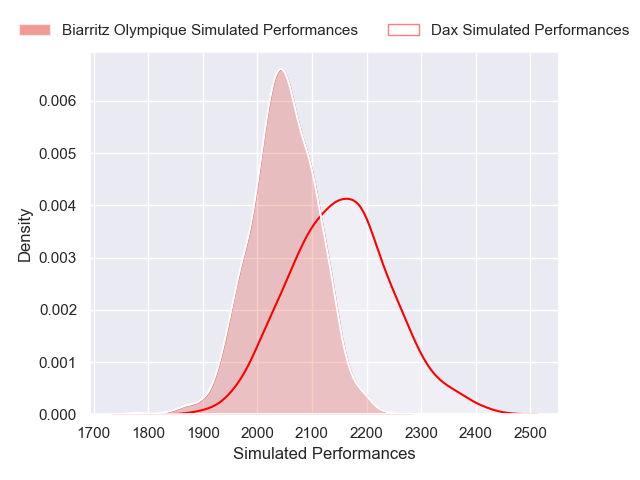 Biarritz Olympique Simulated Performances
Dax Simulated Performances
0.006
0.005
0.004
0.003
0.002
0.001
0.000
Density
1700 1800 1900 2000 2100 2200 2300 2400 2500
Simulated Performances